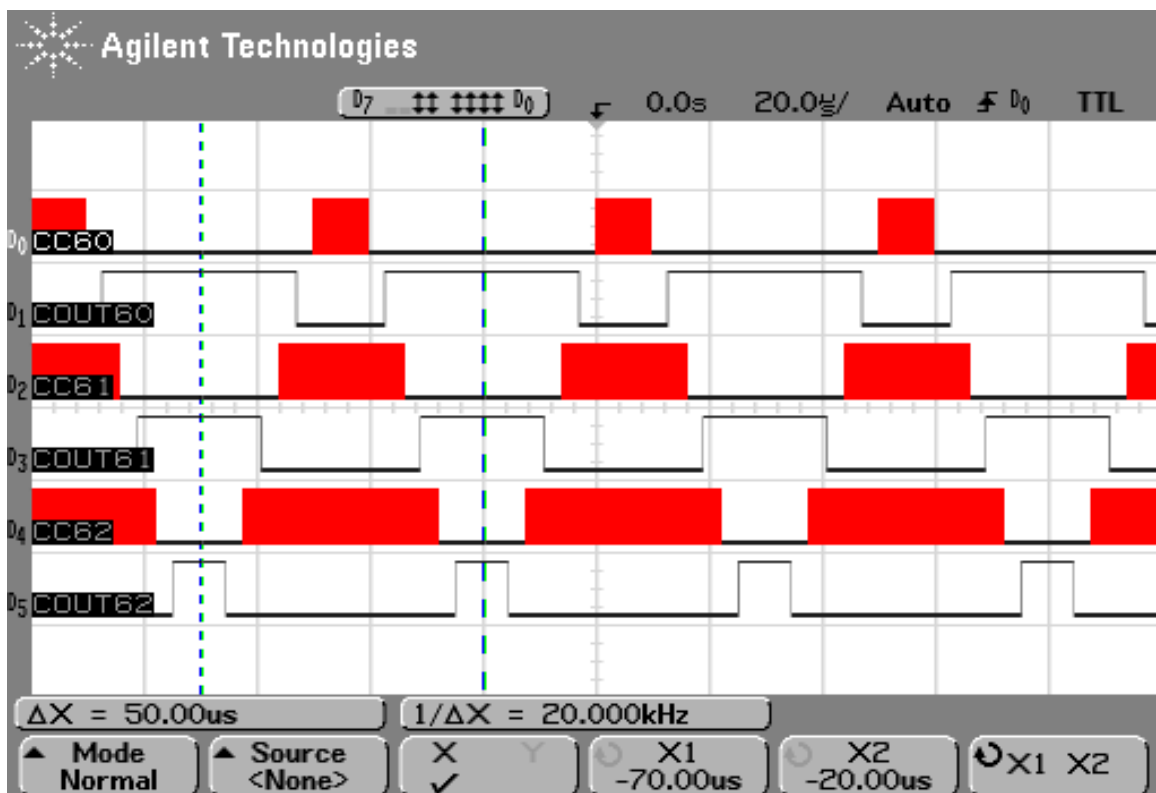 Agilent Technologies
D7 D0 0.0s 20.0us/ Auto D0 TTL
D0 CC60
D1 COUT60
D2 CC61
D3 COUT61
D4 CC62
D5 COUT62
ΔX = 50.00us 1/ΔX = 20.000kHz
Mode Source X Y X1 X2 X1 X2
Normal <None> ✓ -70.00us -20.00us